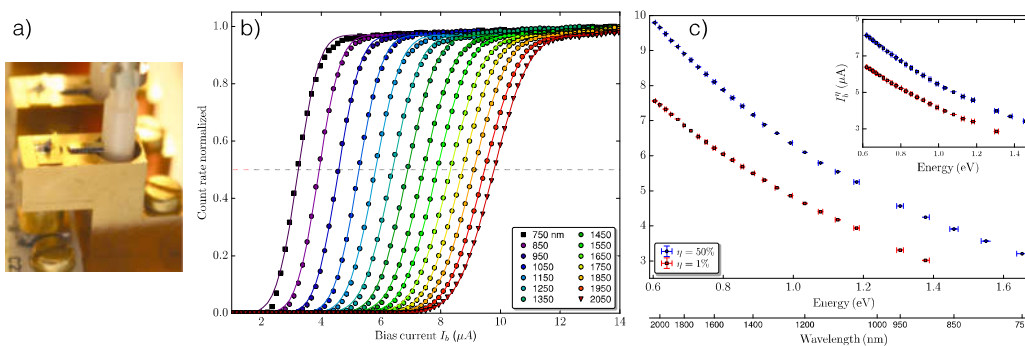 a)
b)
c)
Count rate normalized
1.0
0.8
0.6
0.4
0.2
0.0
2 4 6 8 10 12 14
Bias current I_b (μA)
750 nm 1450
850 1550
950 1650
1050 1750
1150 1850
1250 1950
1350 2050
10
9
8
7
6
5
4
3
0.6 0.8 1.0 1.2 1.4 1.6
Energy (eV)
η = 50%
η = 1%
2000 1800 1600 1400 1200 1000 950 850 75
Wavelength (nm)
I_b^η (μA)
9
7
5
3
0.6 0.8 1.0 1.2 1.4
Energy (eV)